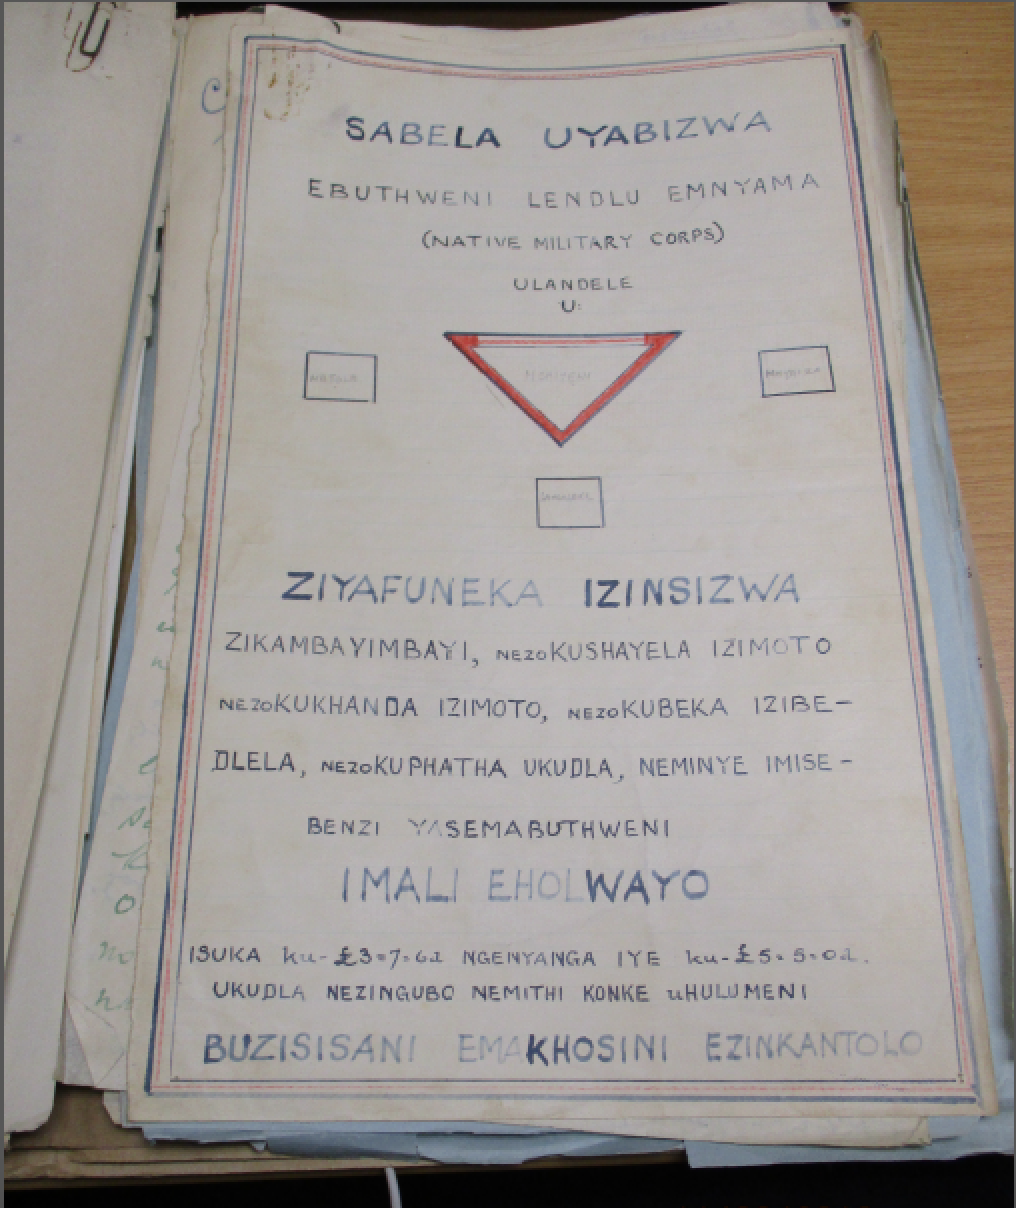 SABELA UYABIZWA
EBUTHWENI LENDLU EMNYAMA
(NATIVE MILITARY CORPS)
ULANDELE
U:
ZIYAFUNEKA IZINSIZWA
ZIKAMBAYIMBAYI, NEZOKUSHAYELA IZIMOTO
NEZOKUKHANDA IZIMOTO, NEZOKUBEKA IZIBE-
DLELA, NEZOKUPHATHA UKUDLA, NEMINYE IMISE-
BENZI YASEMABUTHWENI
IMALI EHOLWAYO
ISUKA ku-£3=7=6d NGENYANGA IYE ku-£5=5=0d.
UKUDLA NEZINGUBO NEMITHI KONKE uHULUMENI
BUZISISANI EMAKHOSINI EZINKANTOLO